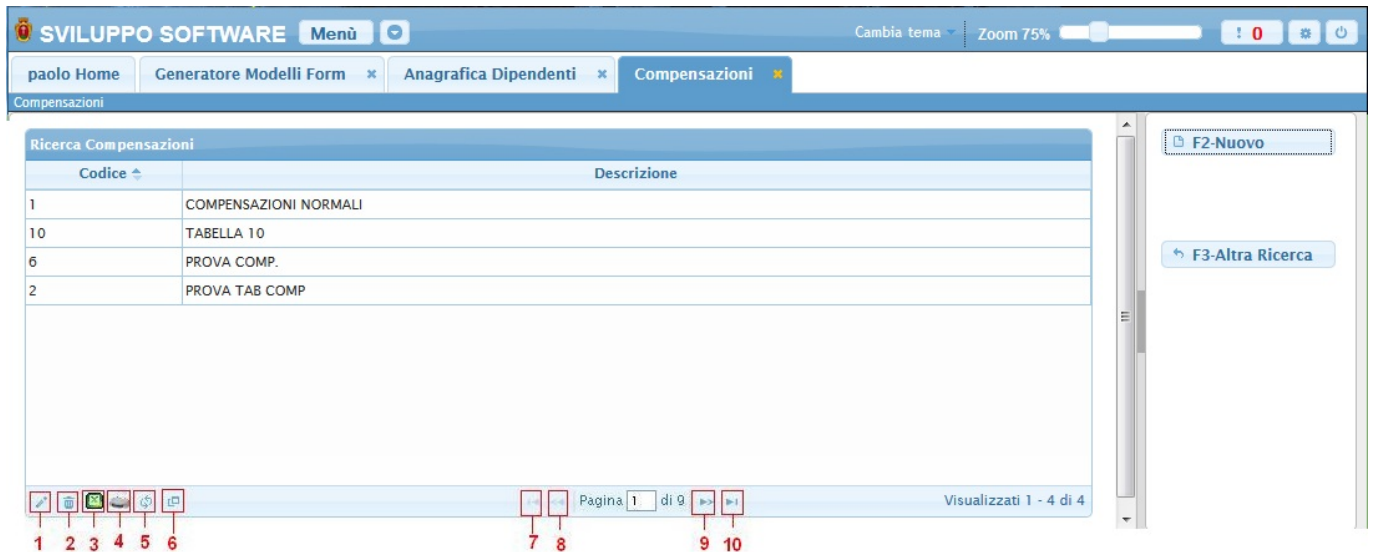 SVILUPPO SOFTWARE Menù Cambia tema Zoom 75% ! 0
paolo Home Generatore Modelli Form × Anagrafica Dipendenti × Compensazioni ×
Compensazioni
Ricerca Compensazioni
Codice Descrizione
1 COMPENSAZIONI NORMALI
10 TABELLA 10
6 PROVA COMP.
2 PROVA TAB COMP
F2-Nuovo
F3-Altra Ricerca
Pagina 1 di 9 Visualizzati 1 - 4 di 4
1 2 3 4 5 6 7 8 9 10